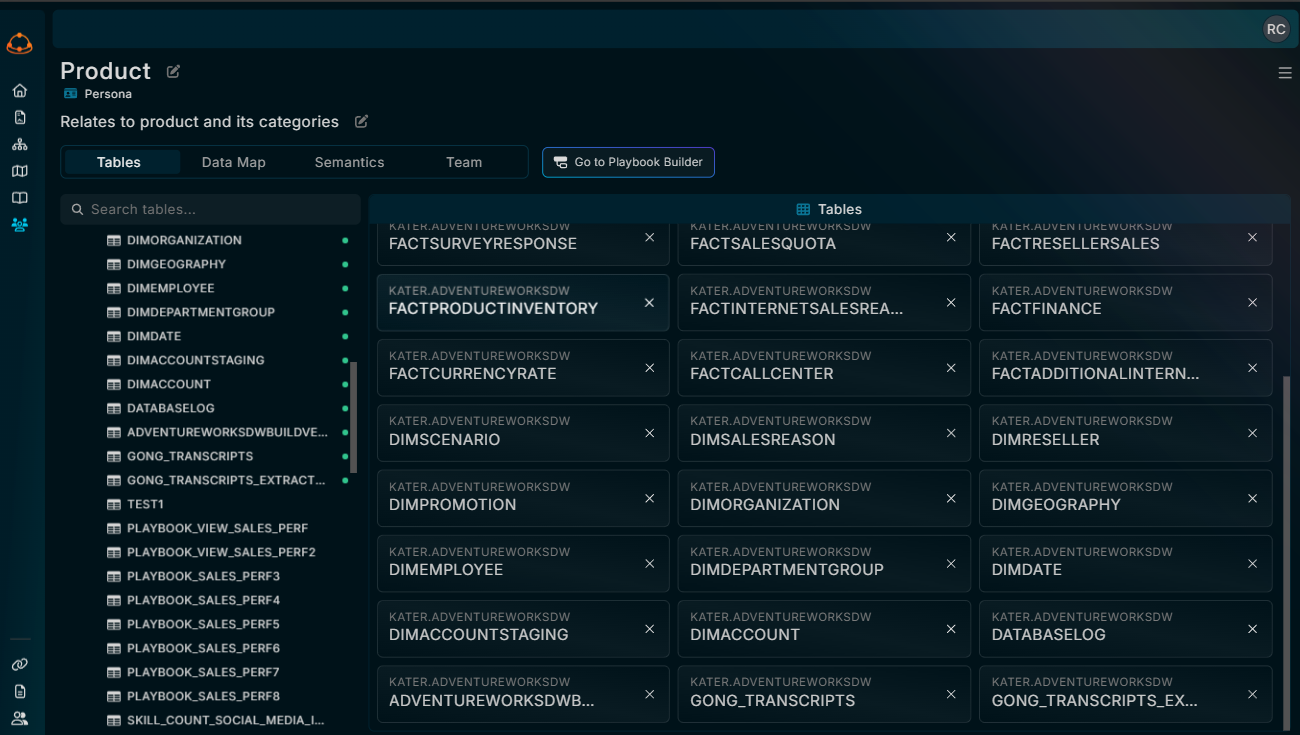 RC
Product
Persona
Relates to product and its categories
Tables Data Map Semantics Team Go to Playbook Builder
Search tables...
DIMORGANIZATION
DIMGEOGRAPHY
DIMEMPLOYEE
DIMDEPARTMENTGROUP
DIMDATE
DIMACCOUNTSTAGING
DIMACCOUNT
DATABASELOG
ADVENTUREWORKSDWBUILDVE...
GONG_TRANSCRIPTS
GONG_TRANSCRIPTS_EXTRACT...
TEST1
PLAYBOOK_VIEW_SALES_PERF
PLAYBOOK_VIEW_SALES_PERF2
PLAYBOOK_SALES_PERF3
PLAYBOOK_SALES_PERF4
PLAYBOOK_SALES_PERF5
PLAYBOOK_SALES_PERF6
PLAYBOOK_SALES_PERF7
PLAYBOOK_SALES_PERF8
SKILL_COUNT_SOCIAL_MEDIA_I...
Tables
KATER.ADVENTUREWORKSDW KATER.ADVENTUREWORKSDW KATER.ADVENTUREWORKSDW
FACTSURVEYRESPONSE FACTSALESQUOTA FACTRESELLERSALES
KATER.ADVENTUREWORKSDW KATER.ADVENTUREWORKSDW KATER.ADVENTUREWORKSDW
FACTPRODUCTINVENTORY FACTINTERNETSALESREA... FACTFINANCE
KATER.ADVENTUREWORKSDW KATER.ADVENTUREWORKSDW KATER.ADVENTUREWORKSDW
FACTCURRENCYRATE FACTCALLCENTER FACTADDITIONALINTERN...
KATER.ADVENTUREWORKSDW KATER.ADVENTUREWORKSDW KATER.ADVENTUREWORKSDW
DIMSCENARIO DIMSALESREASON DIMRESELLER
KATER.ADVENTUREWORKSDW KATER.ADVENTUREWORKSDW KATER.ADVENTUREWORKSDW
DIMPROMOTION DIMORGANIZATION DIMGEOGRAPHY
KATER.ADVENTUREWORKSDW KATER.ADVENTUREWORKSDW KATER.ADVENTUREWORKSDW
DIMEMPLOYEE DIMDEPARTMENTGROUP DIMDATE
KATER.ADVENTUREWORKSDW KATER.ADVENTUREWORKSDW KATER.ADVENTUREWORKSDW
DIMACCOUNTSTAGING DIMACCOUNT DATABASELOG
KATER.ADVENTUREWORKSDW KATER.ADVENTUREWORKSDW KATER.ADVENTUREWORKSDW
ADVENTUREWORKSDWB... GONG_TRANSCRIPTS GONG_TRANSCRIPTS_EX...